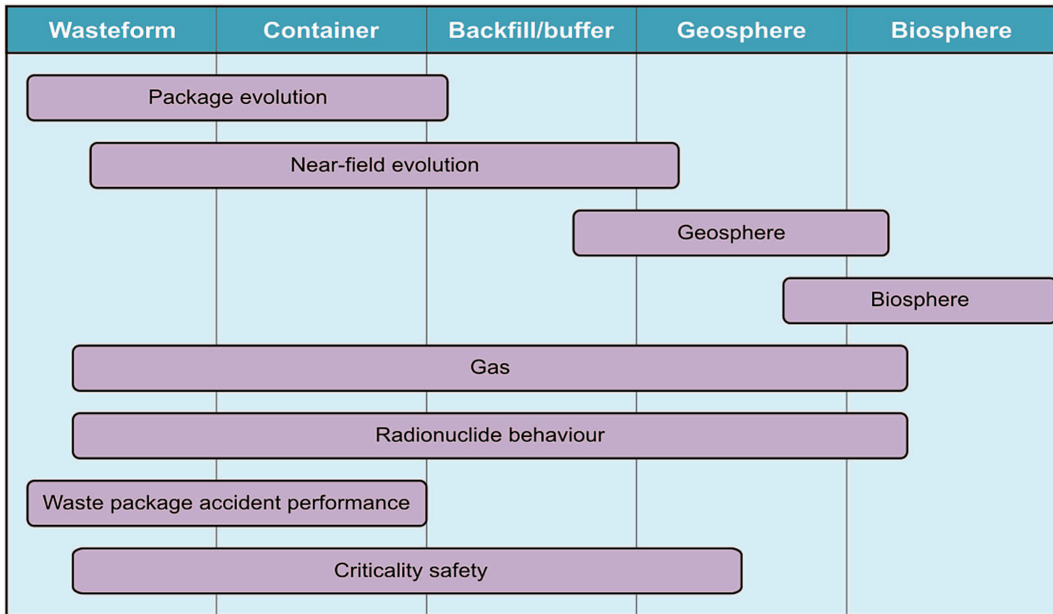 Wasteform Container Backfill/buffer Geosphere Biosphere
Package evolution
Near-field evolution
Geosphere
Biosphere
Gas
Radionuclide behaviour
Waste package accident performance
Criticality safety